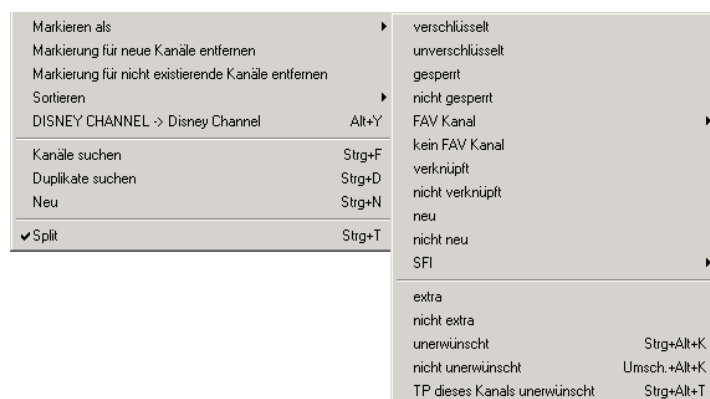 Markieren als
Markierung für neue Kanäle entfernen
Markierung für nicht existierende Kanäle entfernen
Sortieren
DISNEY CHANNEL -> Disney Channel Alt+Y
Kanäle suchen Strg+F
Duplikate suchen Strg+D
Neu Strg+N
Split Strg+T
verschlüsselt
unverschlüsselt
gesperrt
nicht gesperrt
FAV Kanal
kein FAV Kanal
verknüpft
nicht verknüpft
neu
nicht neu
SFI
extra
nicht extra
unerwünscht Strg+Alt+K
nicht unerwünscht Umsch.+Alt+K
TP dieses Kanals unerwünscht Strg+Alt+T